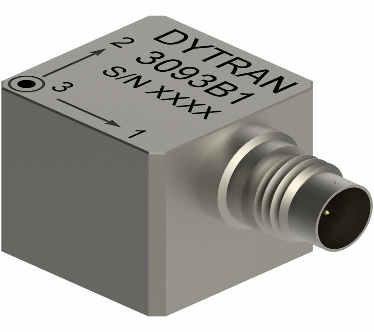 DYTRAN
3093B1
S/N XXXX
2
3
1